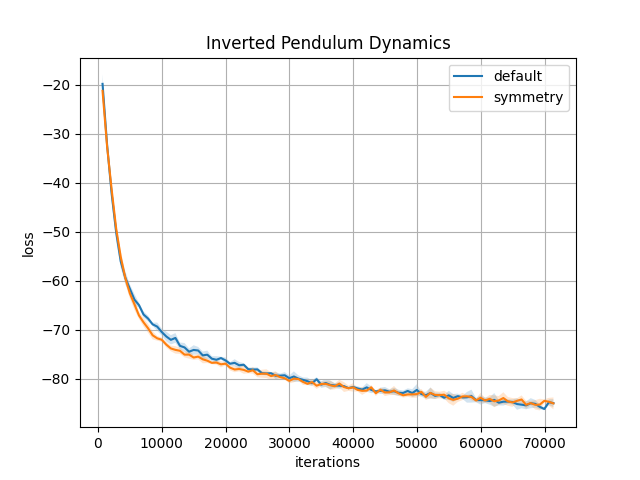 Inverted Pendulum Dynamics
default
symmetry
−20
−30
−40
−50
−60
−70
−80
loss
0 10000 20000 30000 40000 50000 60000 70000
iterations